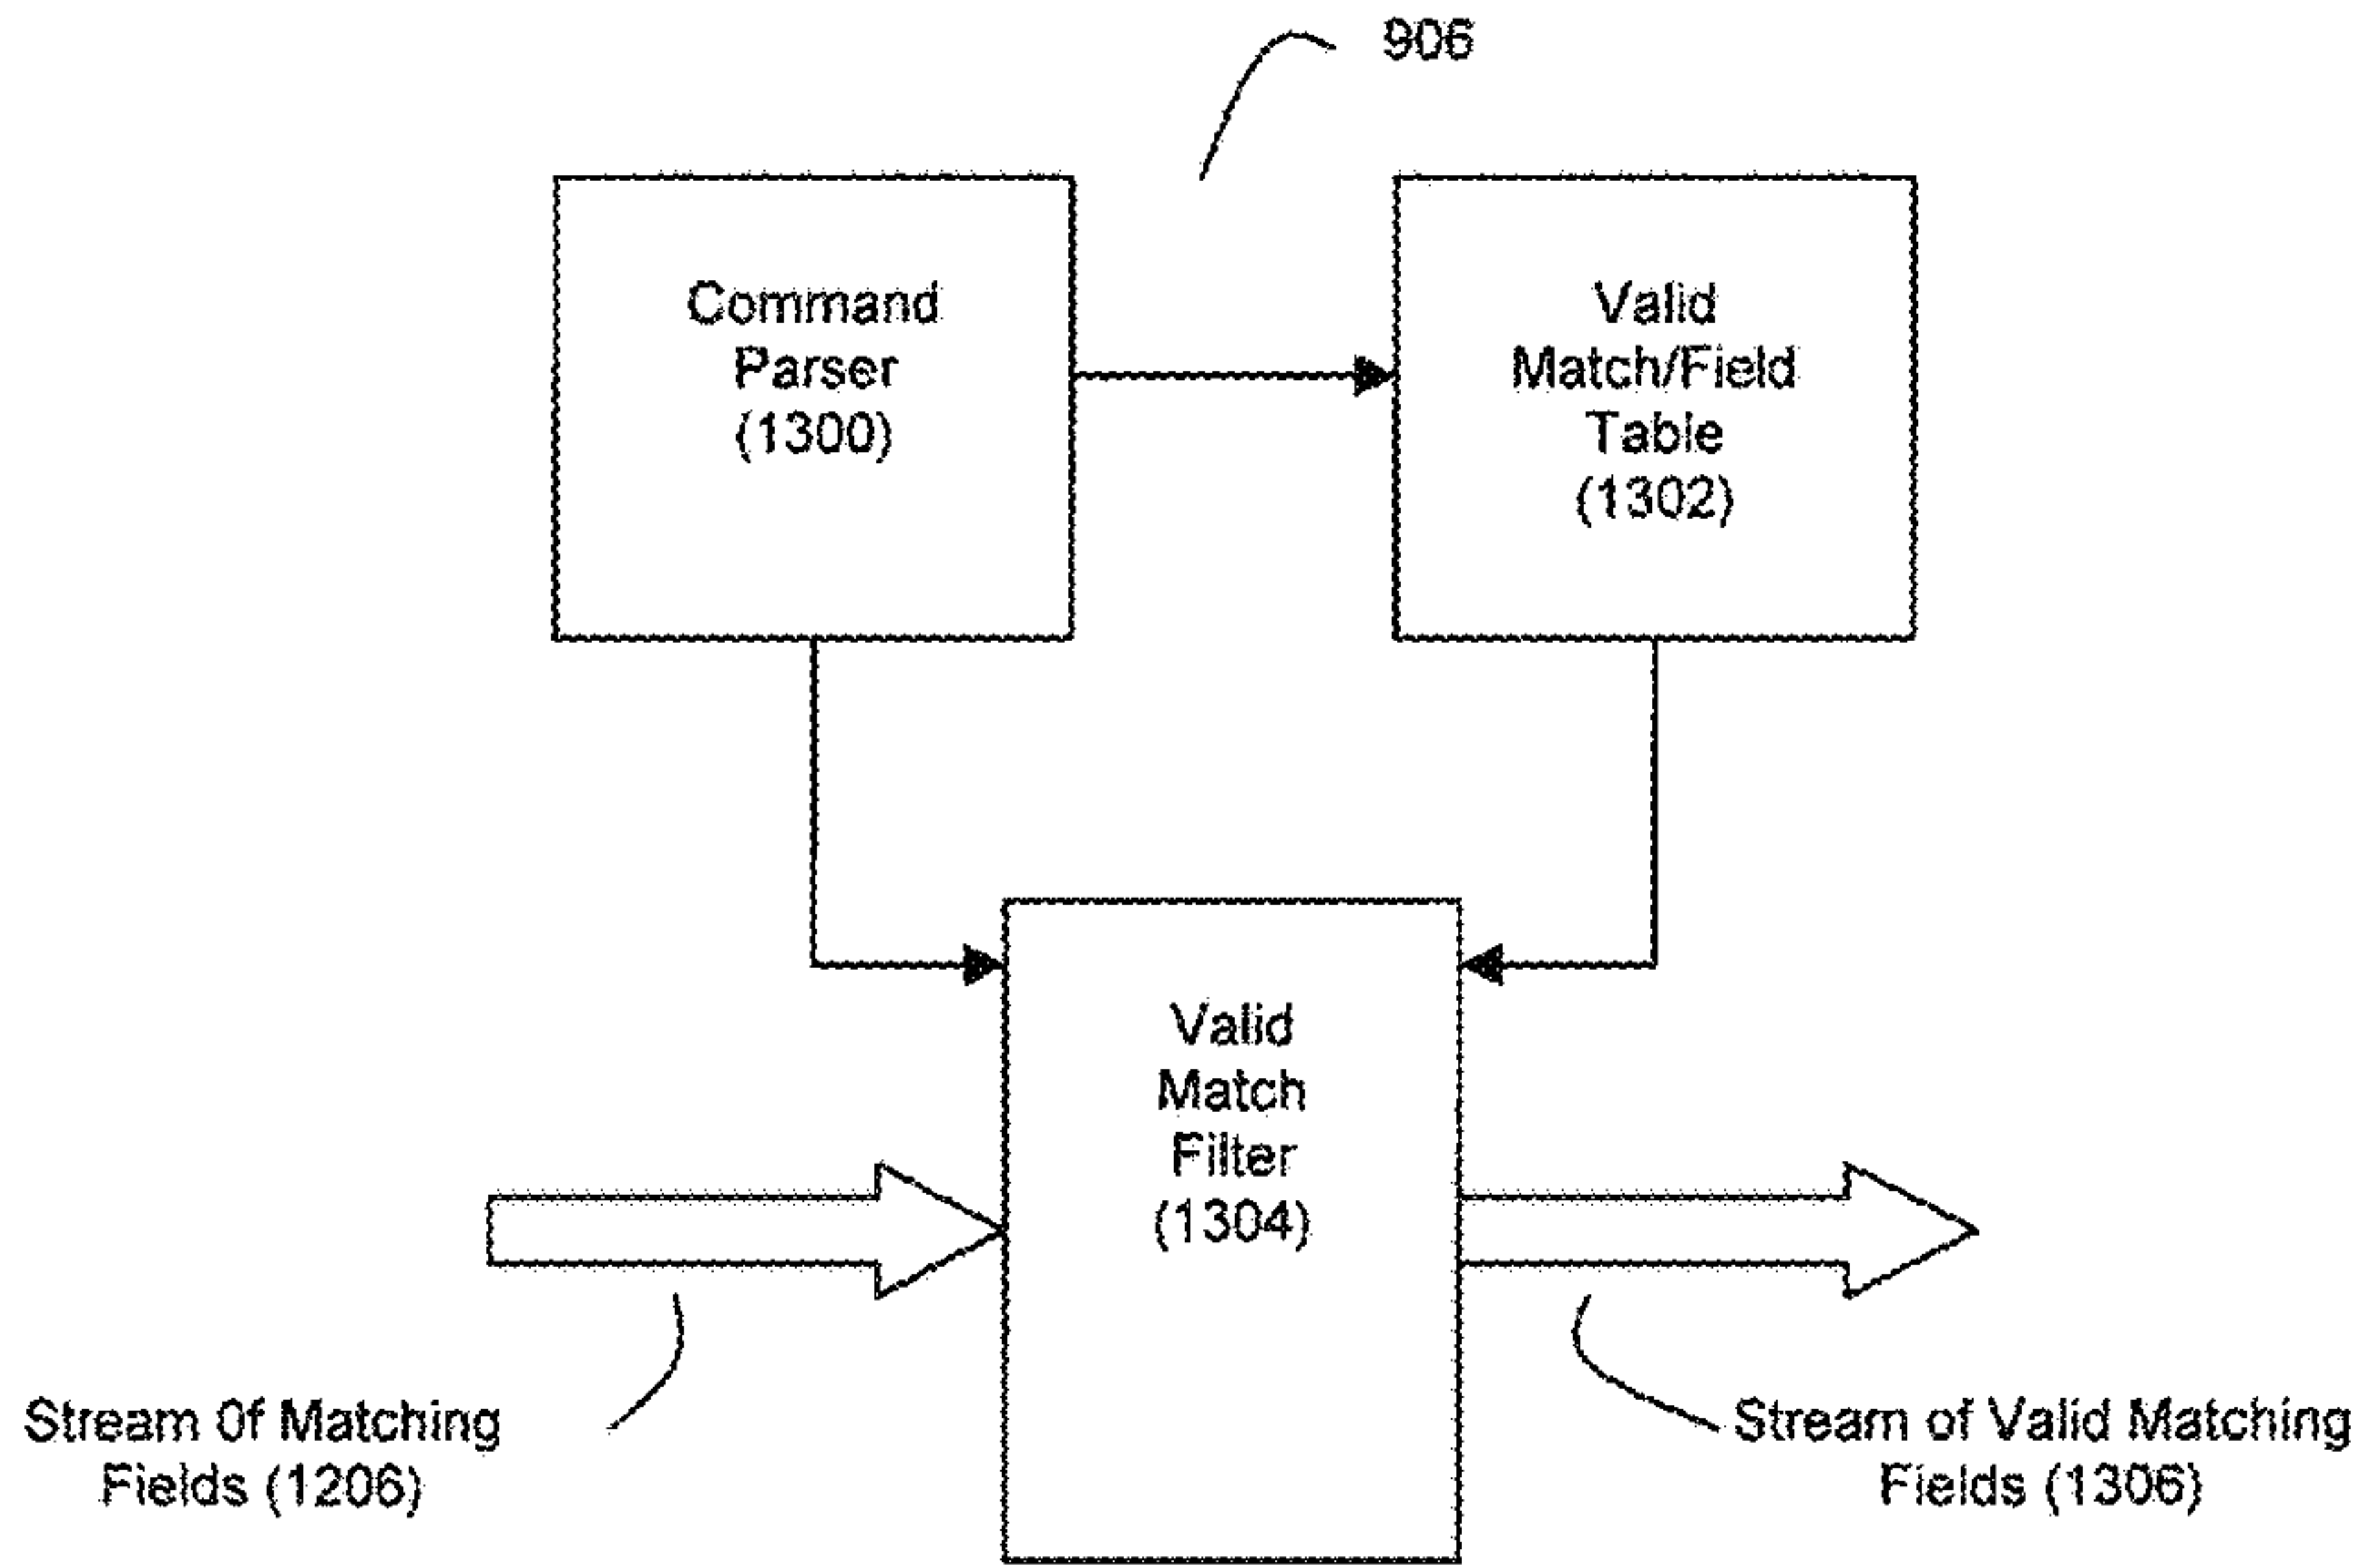 906
Command
Parser
(1300)
Valid
Match/Field
Table
(1302)
Valid
Match
Filter
(1304)
Stream 0f Matching
Fields (1206)
Stream of Valid Matching
Fields (1306)